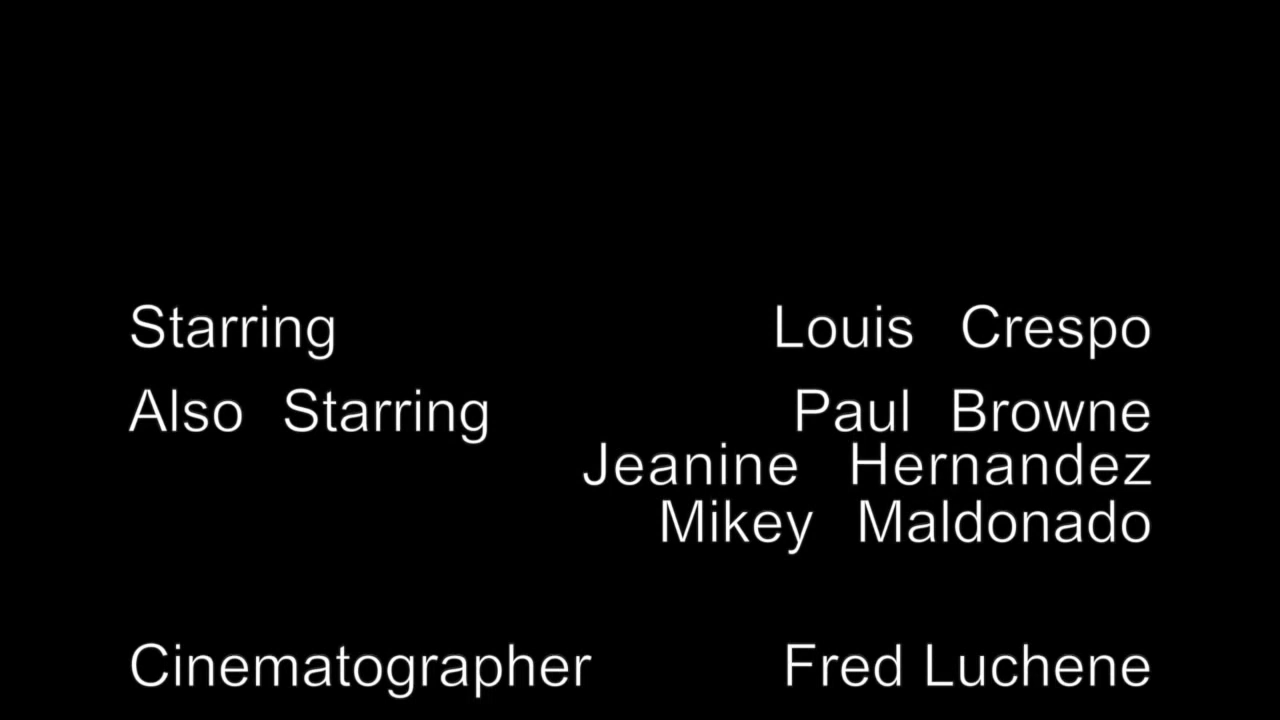 Starring Louis Crespo
Also Starring Paul Browne
Jeanine Hernandez
Mikey Maldonado
Cinematographer Fred Luchene